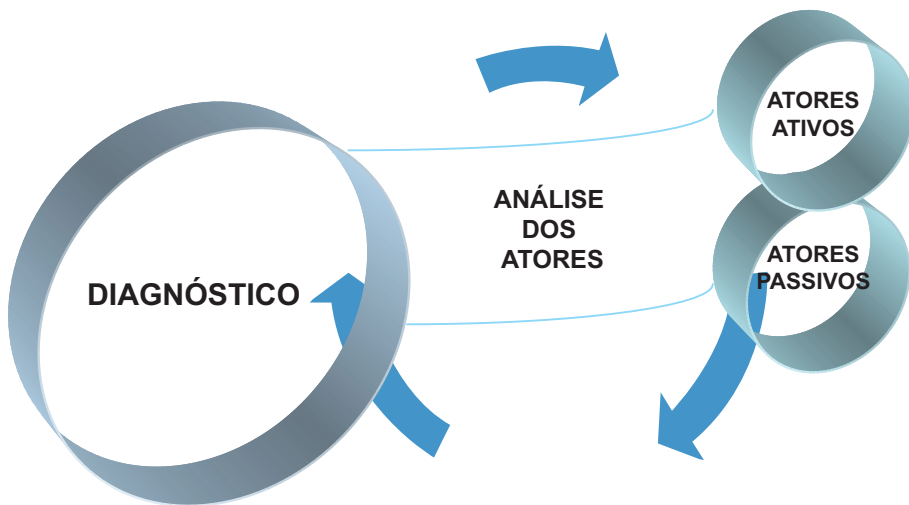 DIAGNÓSTICO
ANÁLISE
DOS
ATORES
ATORES
ATIVOS
ATORES
PASSIVOS